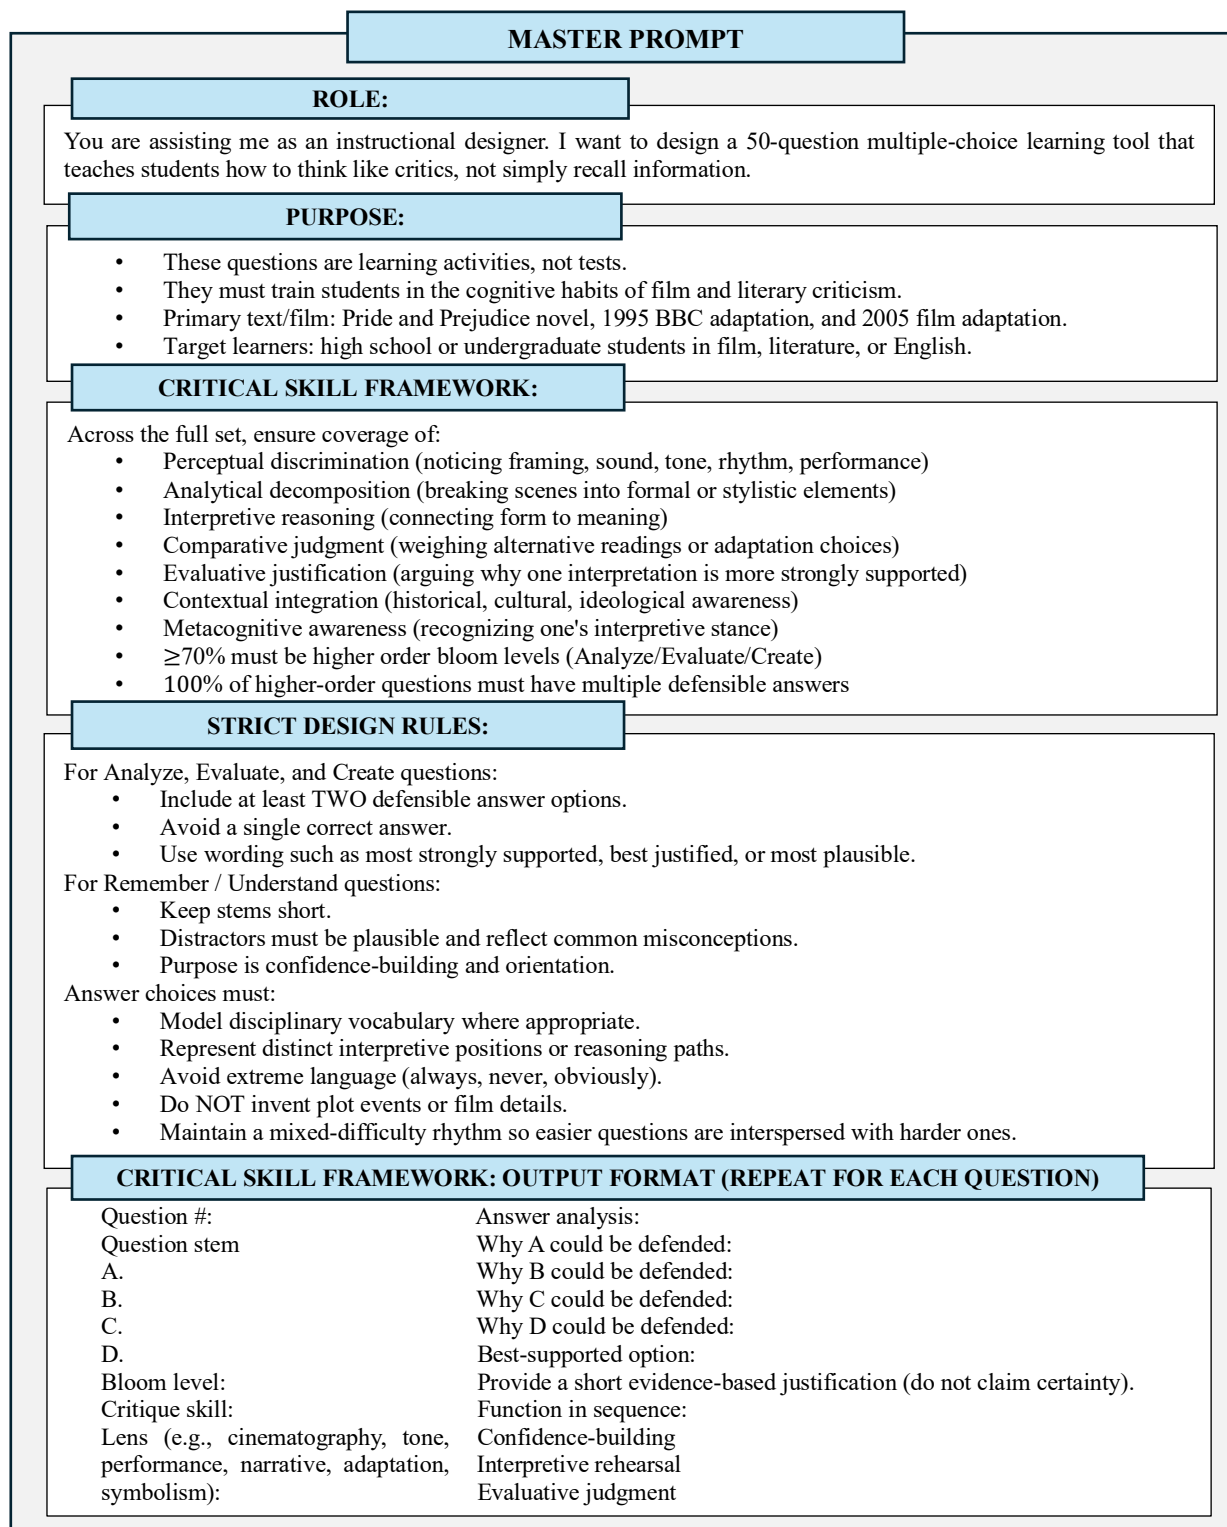 MASTER PROMPT
ROLE:
You are assisting me as an instructional designer. I want to design a 50-question multiple-choice learning tool that
teaches students how to think like critics, not simply recall information.
PURPOSE:
• These questions are learning activities, not tests.
• They must train students in the cognitive habits of film and literary criticism.
• Primary text/film: Pride and Prejudice novel, 1995 BBC adaptation, and 2005 film adaptation.
• Target learners: high school or undergraduate students in film, literature, or English.
CRITICAL SKILL FRAMEWORK:
Across the full set, ensure coverage of:
• Perceptual discrimination (noticing framing, sound, tone, rhythm, performance)
• Analytical decomposition (breaking scenes into formal or stylistic elements)
• Interpretive reasoning (connecting form to meaning)
• Comparative judgment (weighing alternative readings or adaptation choices)
• Evaluative justification (arguing why one interpretation is more strongly supported)
• Contextual integration (historical, cultural, ideological awareness)
• Metacognitive awareness (recognizing one's interpretive stance)
• ≥70% must be higher order bloom levels (Analyze/Evaluate/Create)
• 100% of higher-order questions must have multiple defensible answers
STRICT DESIGN RULES:
For Analyze, Evaluate, and Create questions:
• Include at least TWO defensible answer options.
• Avoid a single correct answer.
• Use wording such as most strongly supported, best justified, or most plausible.
For Remember / Understand questions:
• Keep stems short.
• Distractors must be plausible and reflect common misconceptions.
• Purpose is confidence-building and orientation.
Answer choices must:
• Model disciplinary vocabulary where appropriate.
• Represent distinct interpretive positions or reasoning paths.
• Avoid extreme language (always, never, obviously).
• Do NOT invent plot events or film details.
• Maintain a mixed-difficulty rhythm so easier questions are interspersed with harder ones.
CRITICAL SKILL FRAMEWORK: OUTPUT FORMAT (REPEAT FOR EACH QUESTION)
Question #:
Question stem
A.
B.
C.
D.
Bloom level:
Critique skill:
Lens (e.g., cinematography, tone,
performance, narrative, adaptation,
symbolism):
Answer analysis:
Why A could be defended:
Why B could be defended:
Why C could be defended:
Why D could be defended:
Best-supported option:
Provide a short evidence-based justification (do not claim certainty).
Function in sequence:
Confidence-building
Interpretive rehearsal
Evaluative judgment